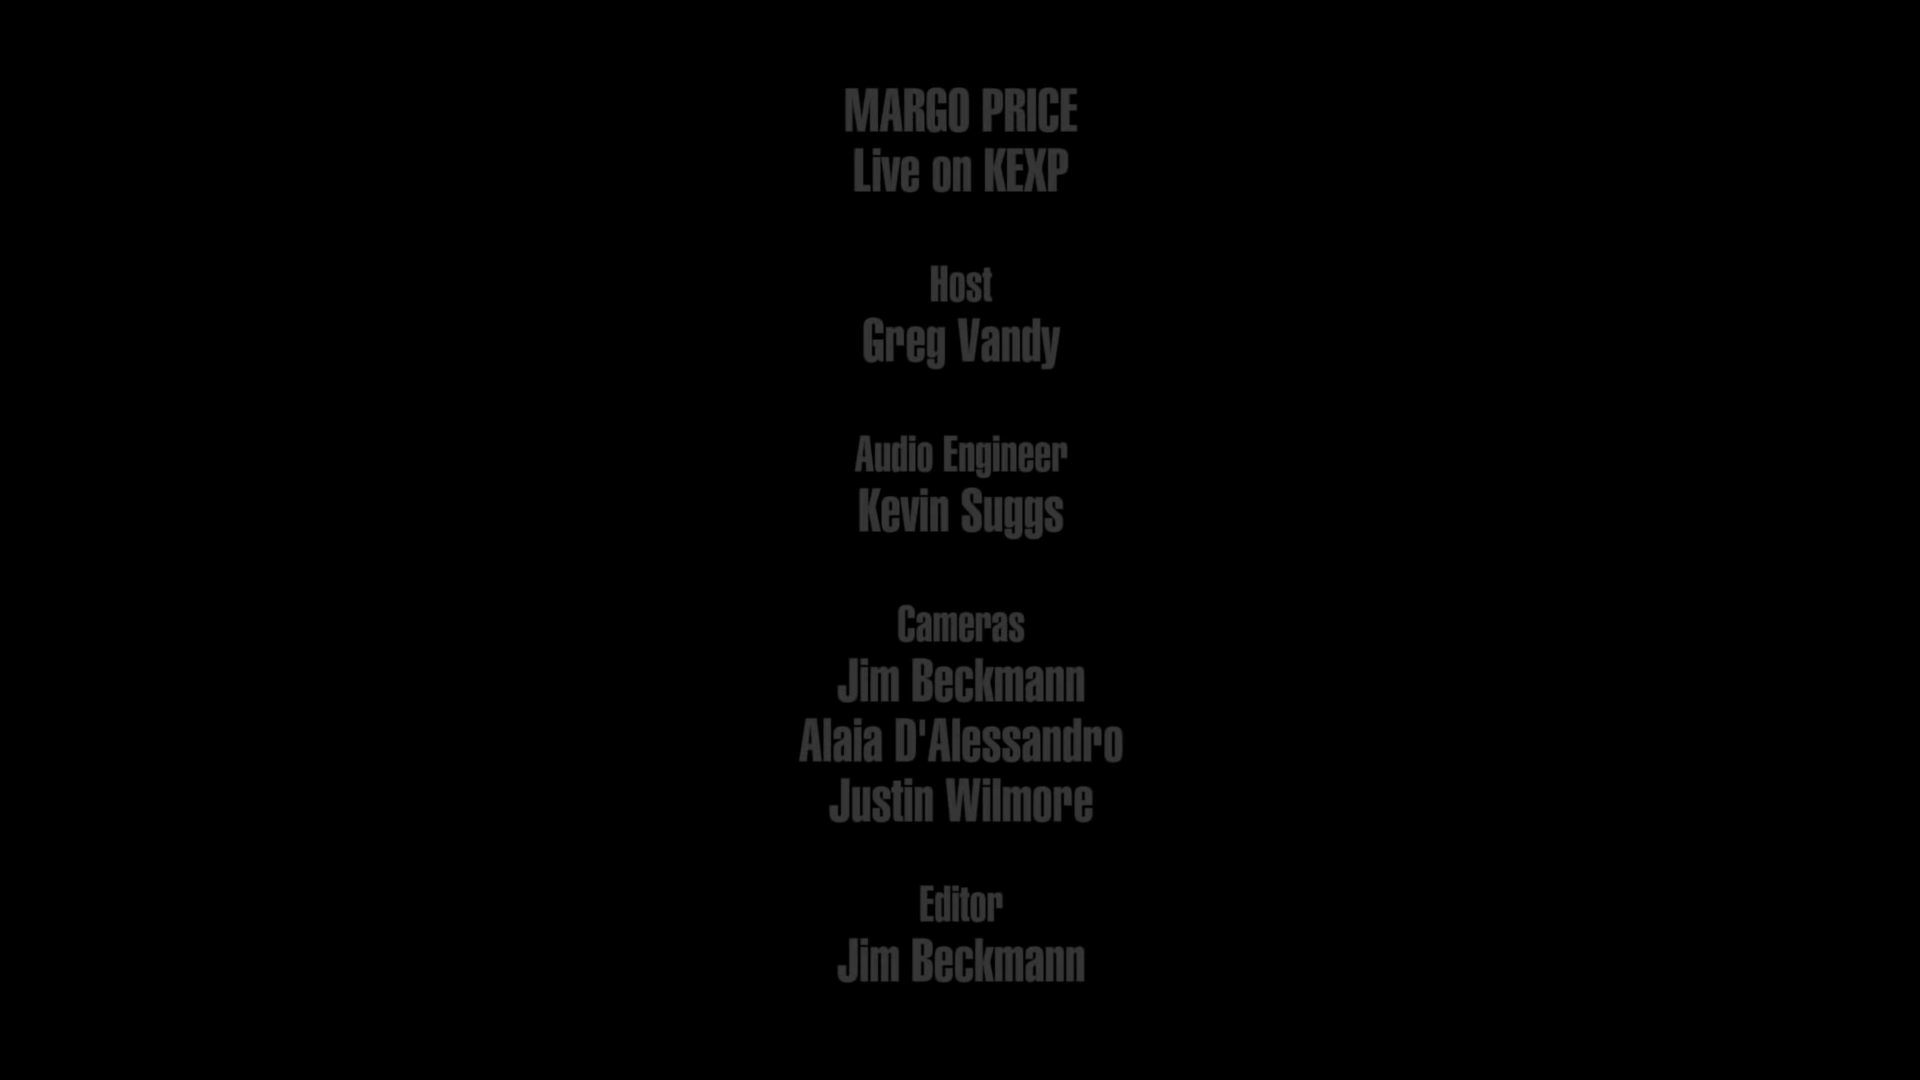 MARGO PRICE
Live on KEXP
Host
Greg Vandy
Audio Engineer
Kevin Suggs
Cameras
Jim Beckmann
Alaia D'Alessandro
Justin Wilmore
Editor
Jim Beckmann